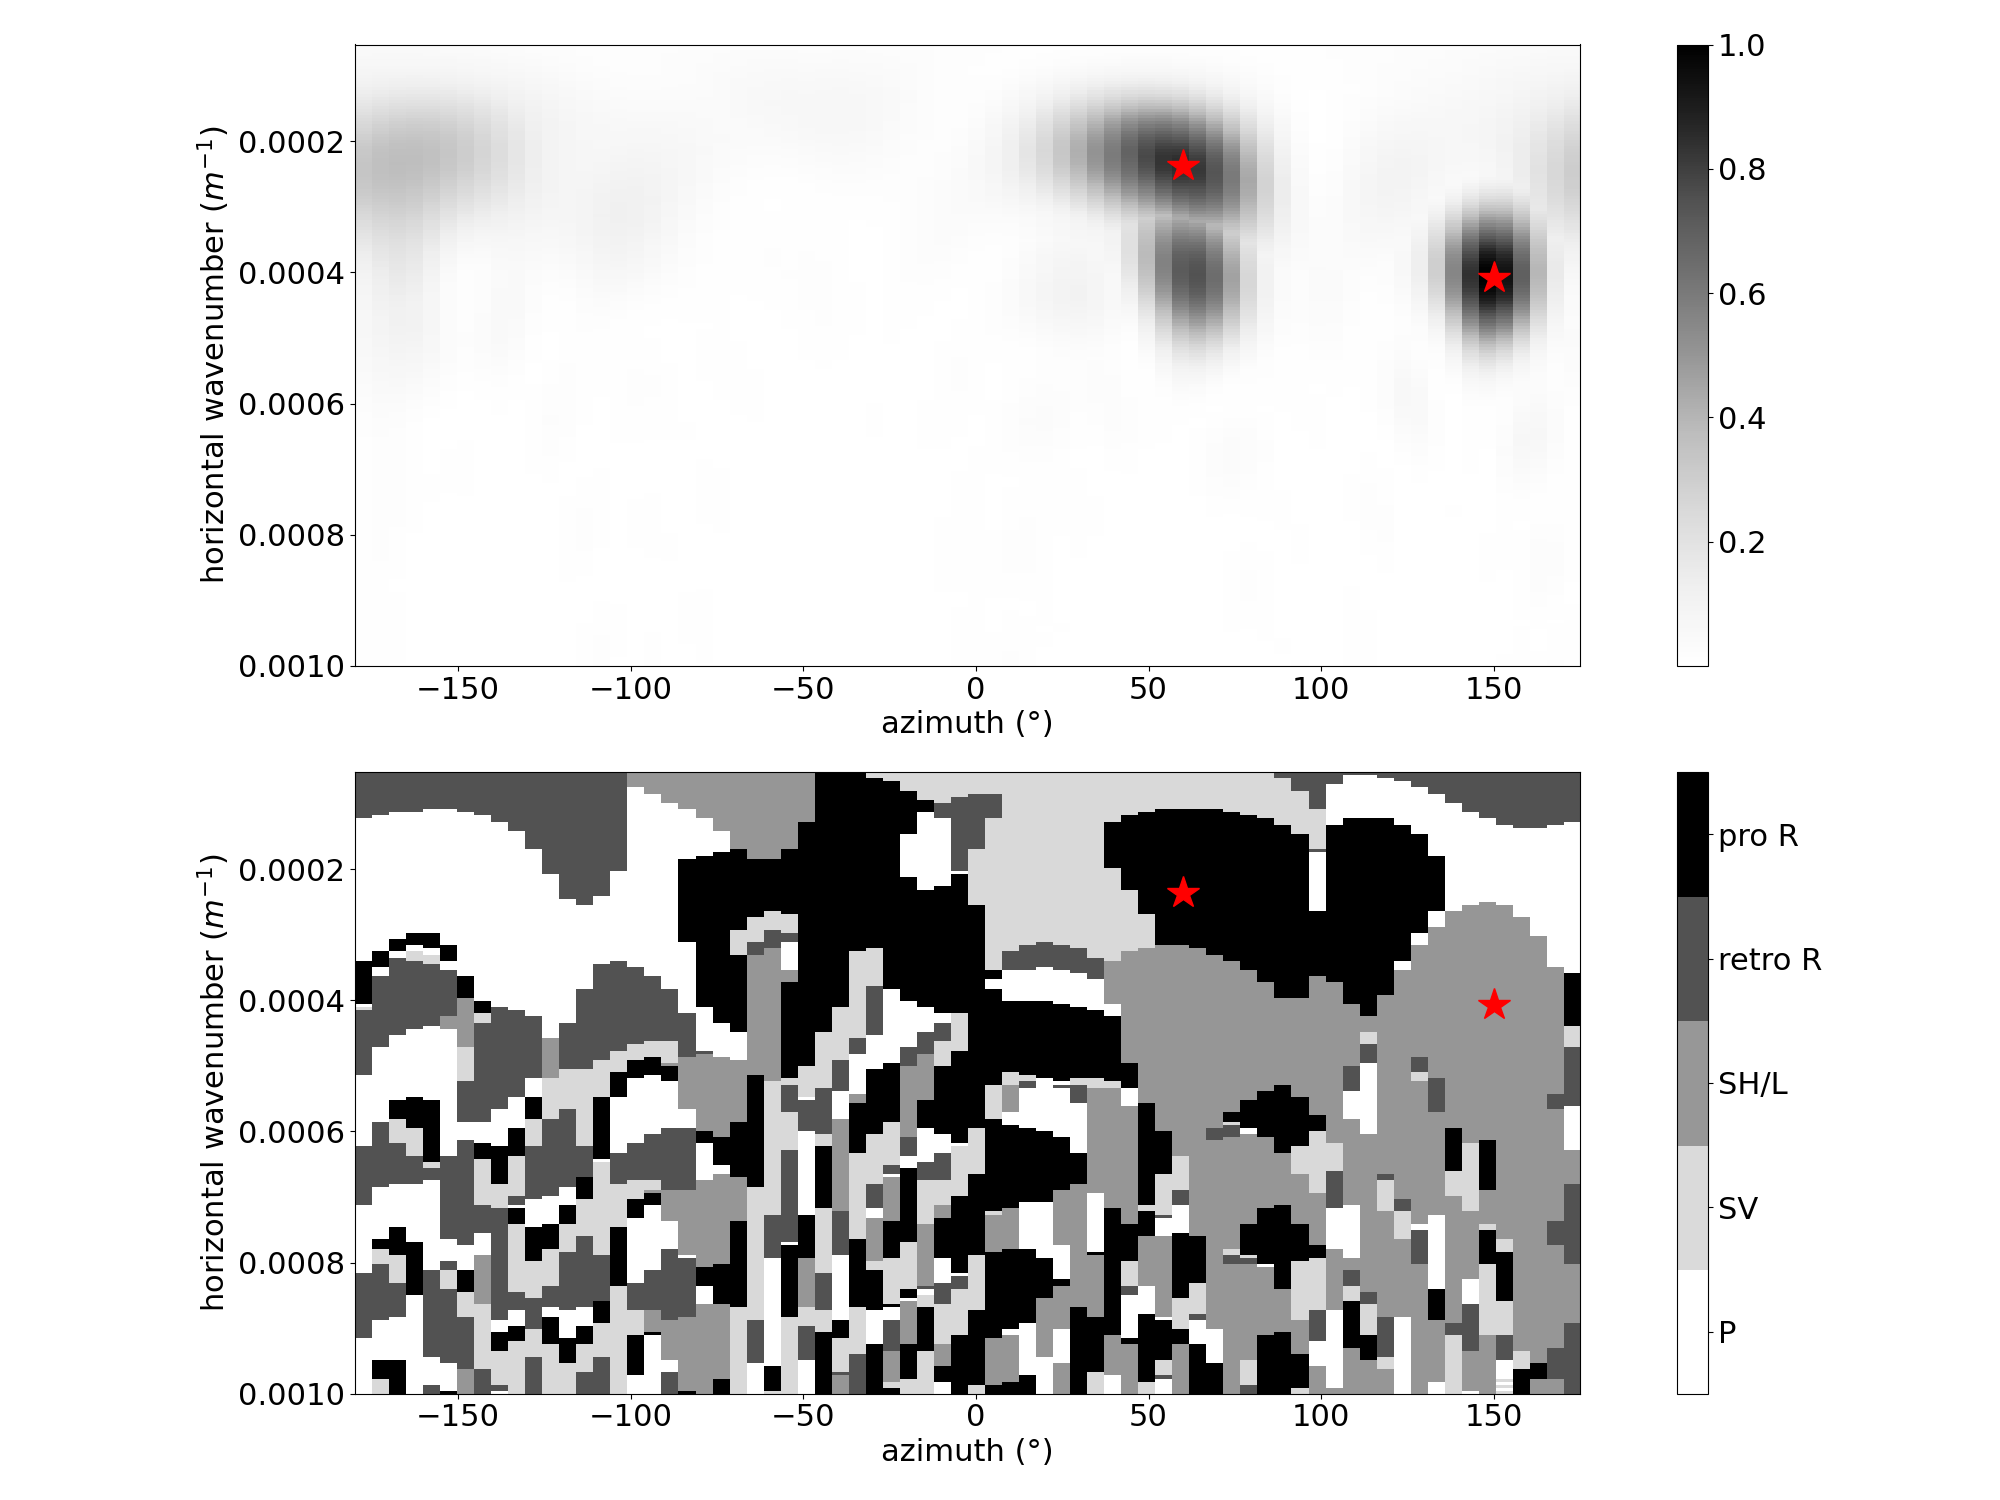 horizontal wavenumber (m⁻¹)
0.0002
0.0004
0.0006
0.0008
0.0010
−150 −100 −50 0 50 100 150
azimuth (°)
1.0
0.8
0.6
0.4
0.2
horizontal wavenumber (m⁻¹)
0.0002
0.0004
0.0006
0.0008
0.0010
−150 −100 −50 0 50 100 150
azimuth (°)
pro R
retro R
SH/L
SV
P